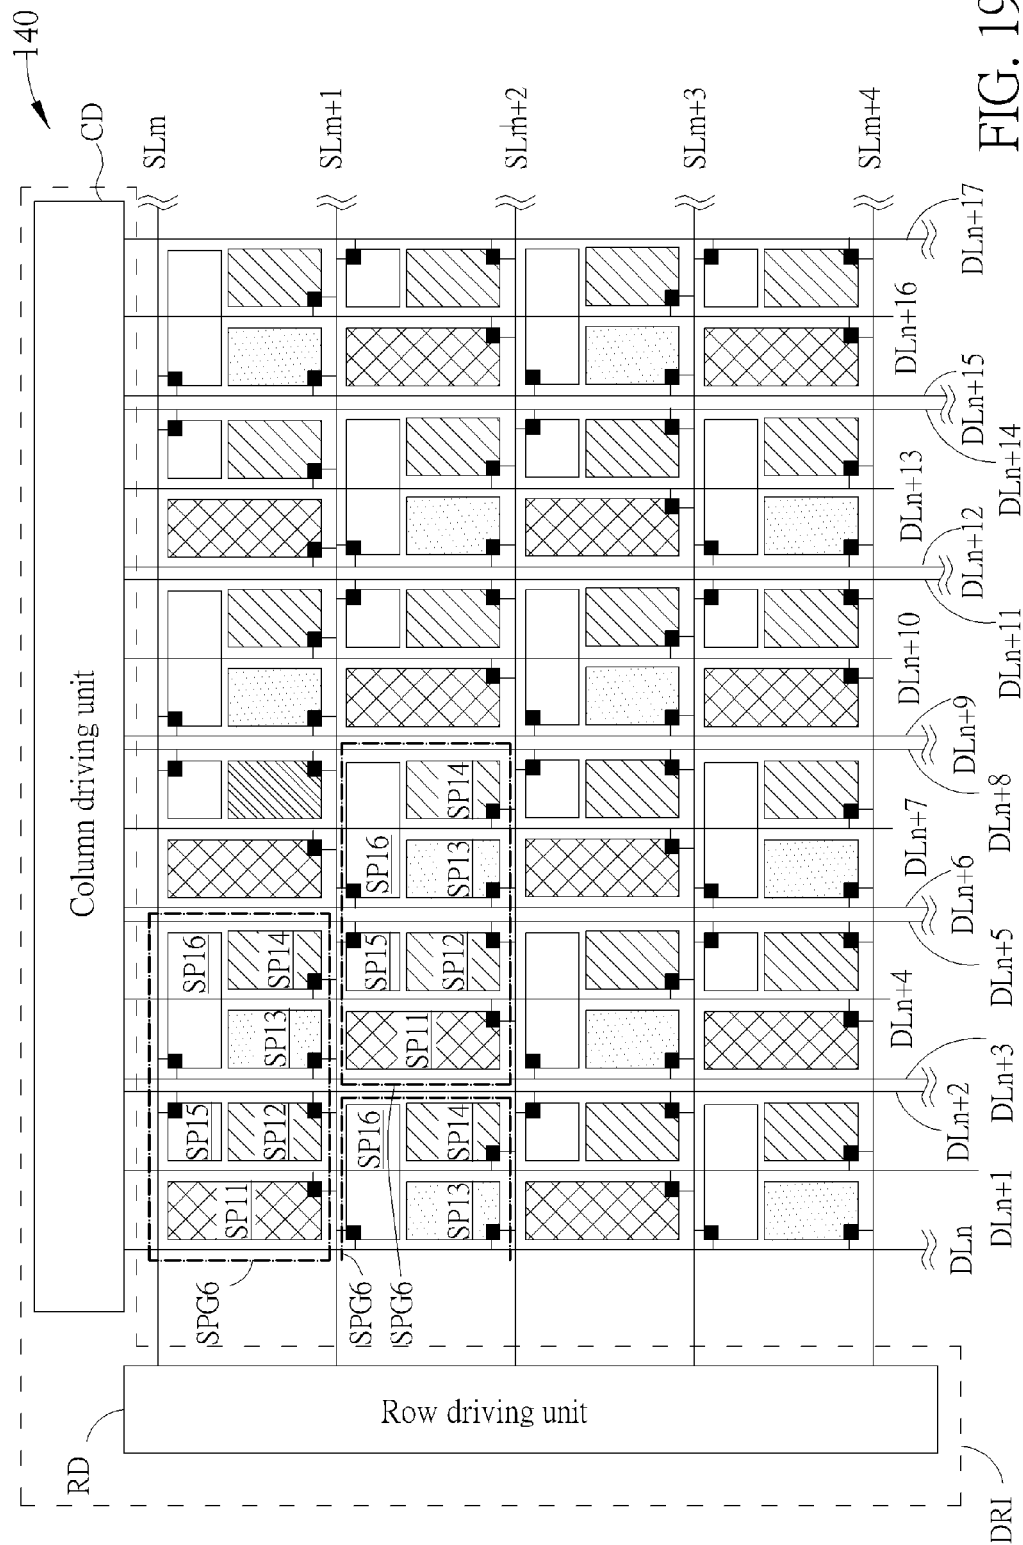 140
Column driving unit
CD
SLm
SLm+1
SLm+2
SLm+3
SLm+4
SP11
SP15
SP12
SP16
SP13
SP14
SP16
SP13
SP14
SP11
SP15
SP12
SP16
SP13
SP14
SPG6
SPG6
SPG6
RD
Row driving unit
DRI
DLn
DLn+1
DLn+2
DLn+3
DLn+4
DLn+5
DLn+6
DLn+7
DLn+8
DLn+9
DLn+10
DLn+11
DLn+12
DLn+13
DLn+14
DLn+15
DLn+16
DLn+17
FIG. 19